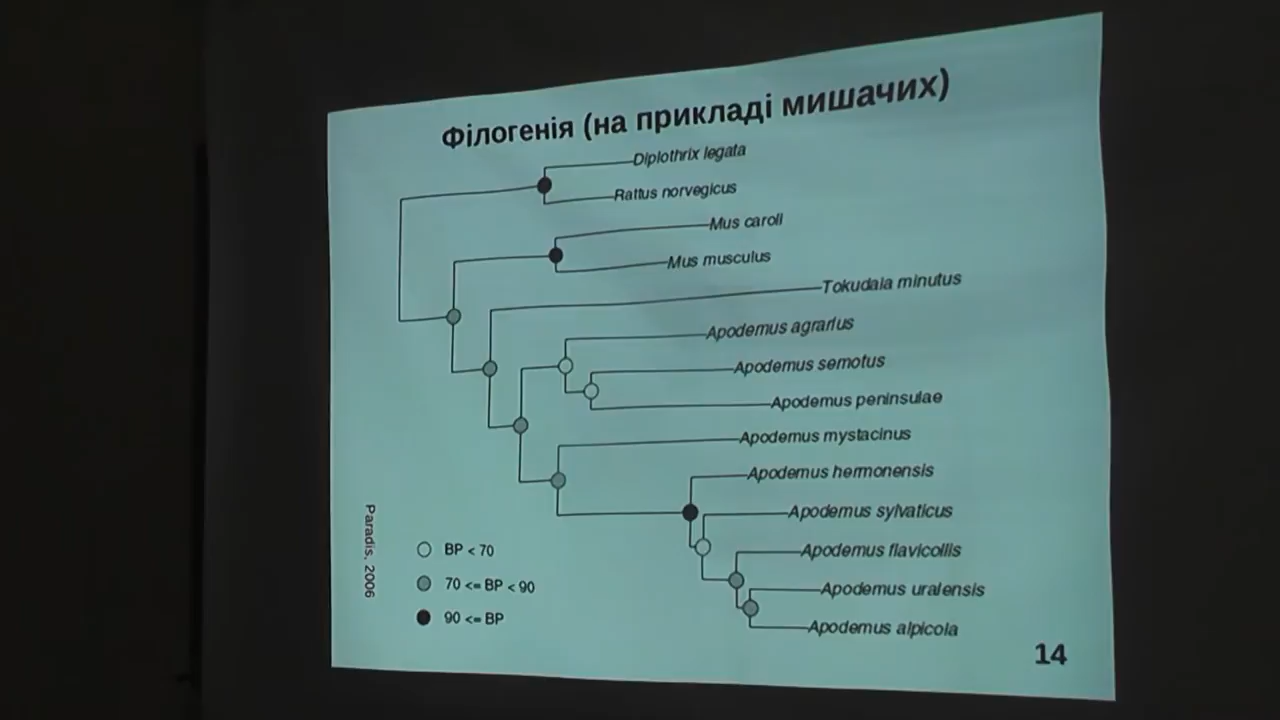 Філогенія (на прикладі мишачих)
Diplothrix legata
Rattus norvegicus
Mus caroli
Mus musculus
Tokudaia minutus
Apodemus agrarius
Apodemus semotus
Apodemus peninsulae
Apodemus mystacinus
Apodemus hermonensis
Apodemus sylvaticus
Apodemus flavicollis
Apodemus uralensis
Apodemus alpicola
Paradis, 2006
BP < 70
70 <= BP < 90
90 <= BP
14